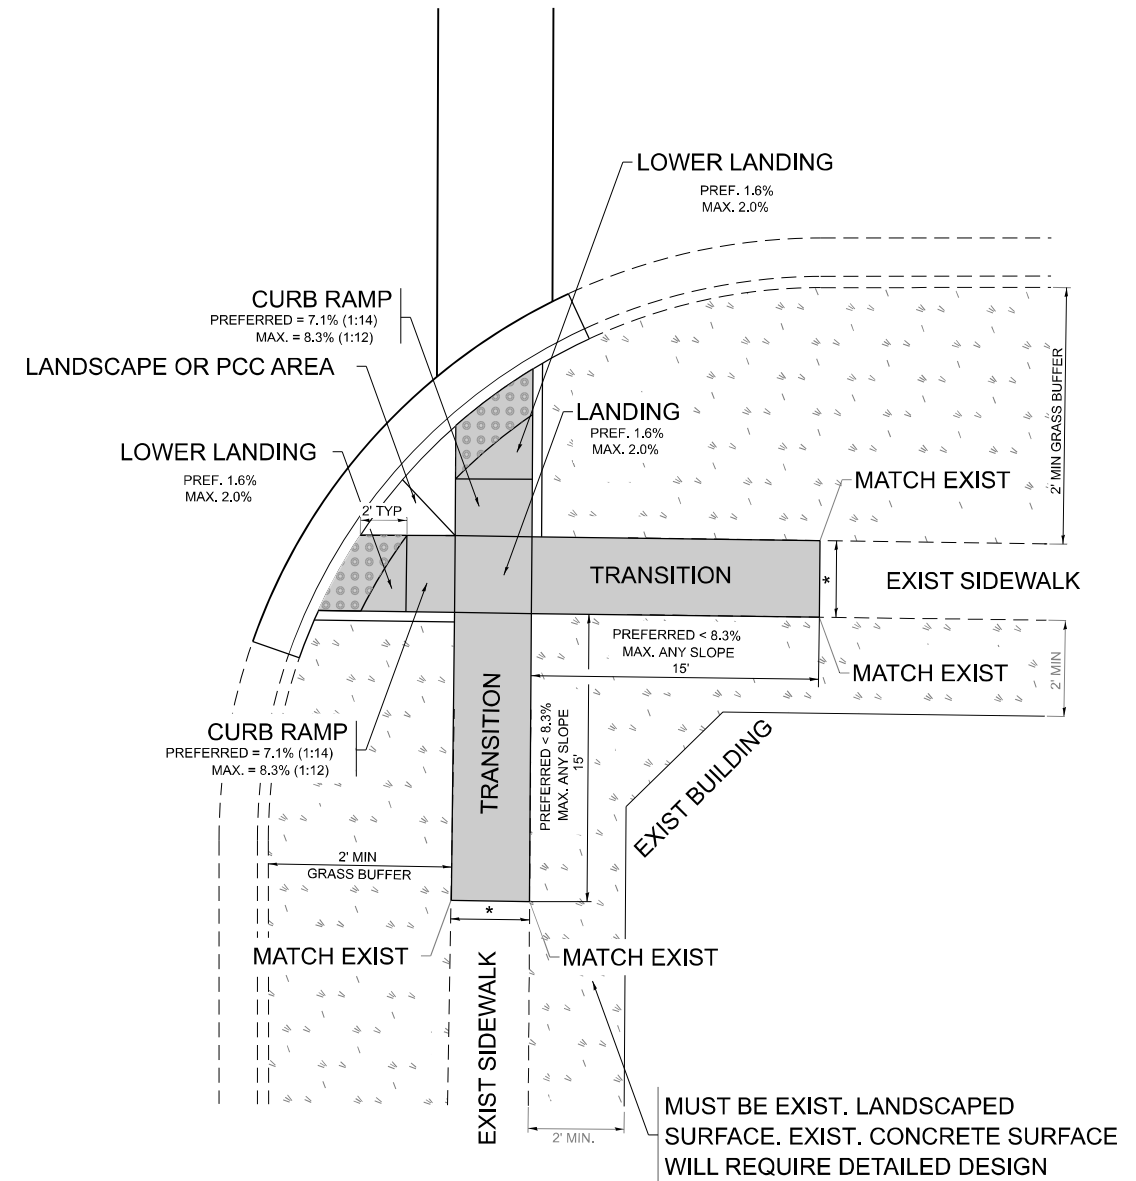 LOWER LANDING
PREF. 1.6%
MAX. 2.0%
CURB RAMP
PREFERRED = 7.1% (1:14)
MAX. = 8.3% (1:12)
LANDSCAPE OR PCC AREA
LANDING
PREF. 1.6%
MAX. 2.0%
LOWER LANDING
PREF. 1.6%
MAX. 2.0%
2' TYP
2' MIN GRASS BUFFER
MATCH EXIST
TRANSITION
*
EXIST SIDEWALK
PREFERRED < 8.3%
MAX. ANY SLOPE
15'
MATCH EXIST
2' MIN
CURB RAMP
PREFERRED = 7.1% (1:14)
MAX. = 8.3% (1:12)
TRANSITION
PREFERRED < 8.3%
MAX. ANY SLOPE
15'
EXIST BUILDING
2' MIN
GRASS BUFFER
*
MATCH EXIST
MATCH EXIST
EXIST SIDEWALK
2' MIN.
MUST BE EXIST. LANDSCAPED
SURFACE. EXIST. CONCRETE SURFACE
WILL REQUIRE DETAILED DESIGN